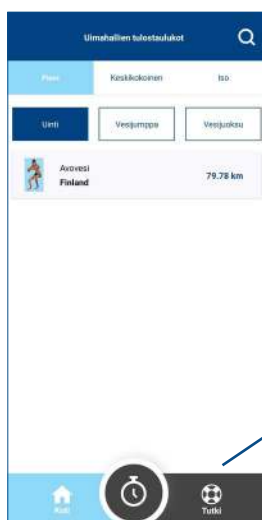 Uimahallien tulostaulukot
Pieni
Keskikokoinen
Iso
Uinti
Vesijumppa
Vesijuoksu
Avovesi
Finland
79.78 km
Koti
Tutki